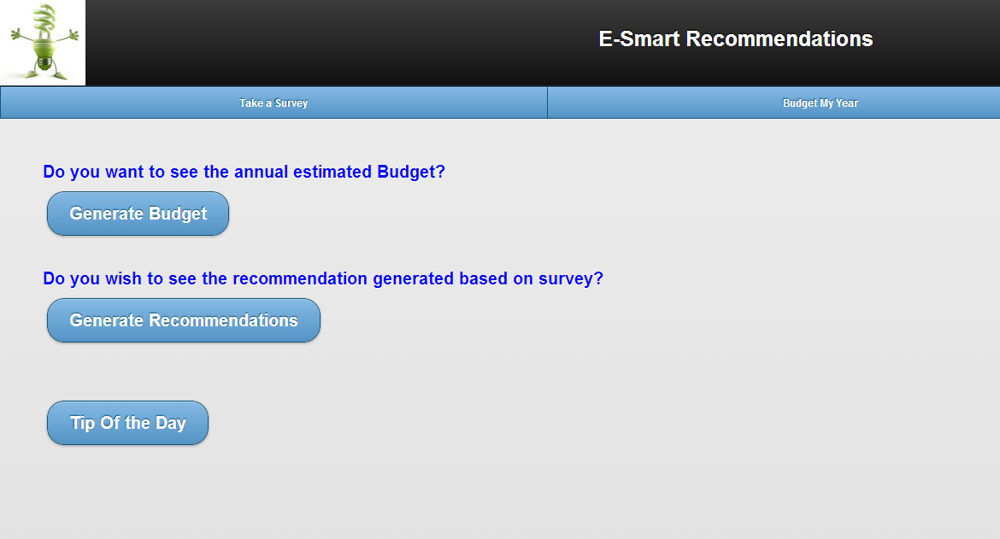 E-Smart Recommendations
Take a Survey
Budget My Year
Do you want to see the annual estimated Budget?
Generate Budget
Do you wish to see the recommendation generated based on survey?
Generate Recommendations
Tip Of the Day